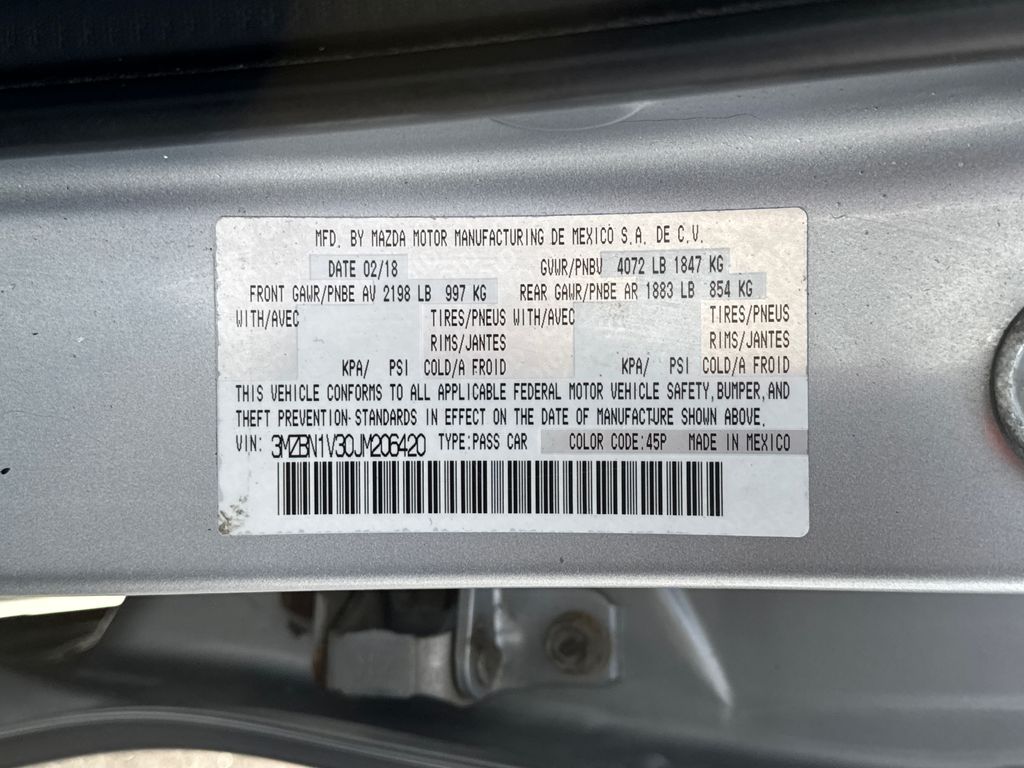 MFD. BY MAZDA MOTOR MANUFACTURING DE MEXICO S.A. DE C.V.
DATE 02/18 GVWR/PNBV 4072 LB 1847 KG
FRONT GAWR/PNBE AV 2198 LB 997 KG REAR GAWR/PNBE AR 1883 LB 854 KG
WITH/AVEC TIRES/PNEUS WITH/AVEC TIRES/PNEUS
RIMS/JANTES RIMS/JANTES
KPA/ PSI COLD/A FROID KPA/ PSI COLD/A FROID
THIS VEHICLE CONFORMS TO ALL APPLICABLE FEDERAL MOTOR VEHICLE SAFETY, BUMPER, AND
THEFT PREVENTION STANDARDS IN EFFECT ON THE DATE OF MANUFACTURE SHOWN ABOVE.
VIN: 3MZBN1V30JM206420 TYPE:PASS CAR COLOR CODE:45P MADE IN MEXICO